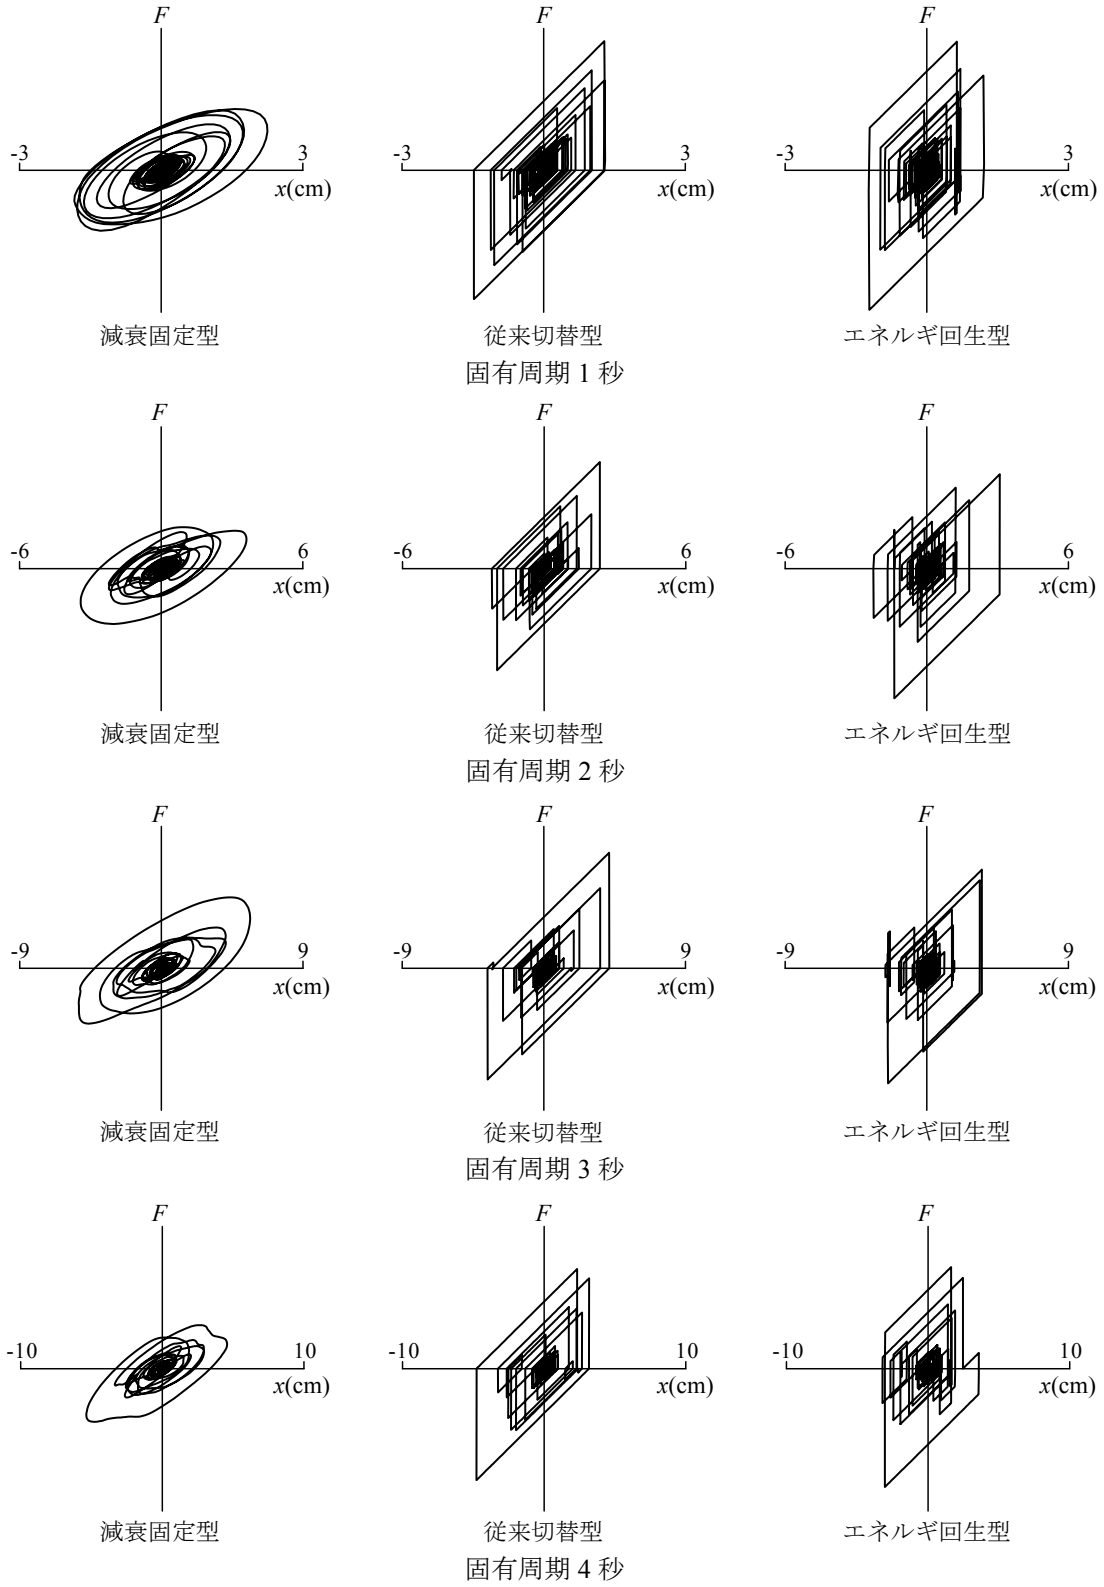 F F F
-3 3 -3 3 -3 3
x(cm) x(cm) x(cm)
減衰固定型 従来切替型 エネルギ回生型
固有周期 1 秒
F F F
-6 6 -6 6 -6 6
x(cm) x(cm) x(cm)
減衰固定型 従来切替型 エネルギ回生型
固有周期 2 秒
F F F
-9 9 -9 9 -9 9
x(cm) x(cm) x(cm)
減衰固定型 従来切替型 エネルギ回生型
固有周期 3 秒
F F F
-10 10 -10 10 -10 10
x(cm) x(cm) x(cm)
減衰固定型 従来切替型 エネルギ回生型
固有周期 4 秒